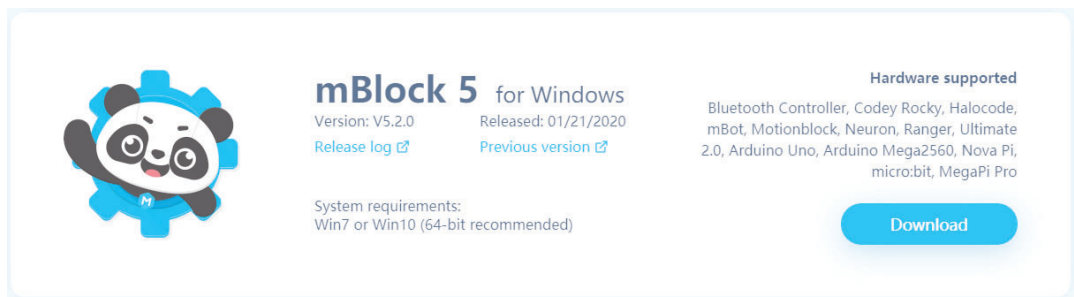 mBlock 5 for Windows
Version: V5.2.0 Released: 01/21/2020
Release log Previous version
System requirements:
Win7 or Win10 (64-bit recommended)
Hardware supported
Bluetooth Controller, Codey Rocky, Halocode,
mBot, Motionblock, Neuron, Ranger, Ultimate
2.0, Arduino Uno, Arduino Mega2560, Nova Pi,
micro:bit, MegaPi Pro
Download
M